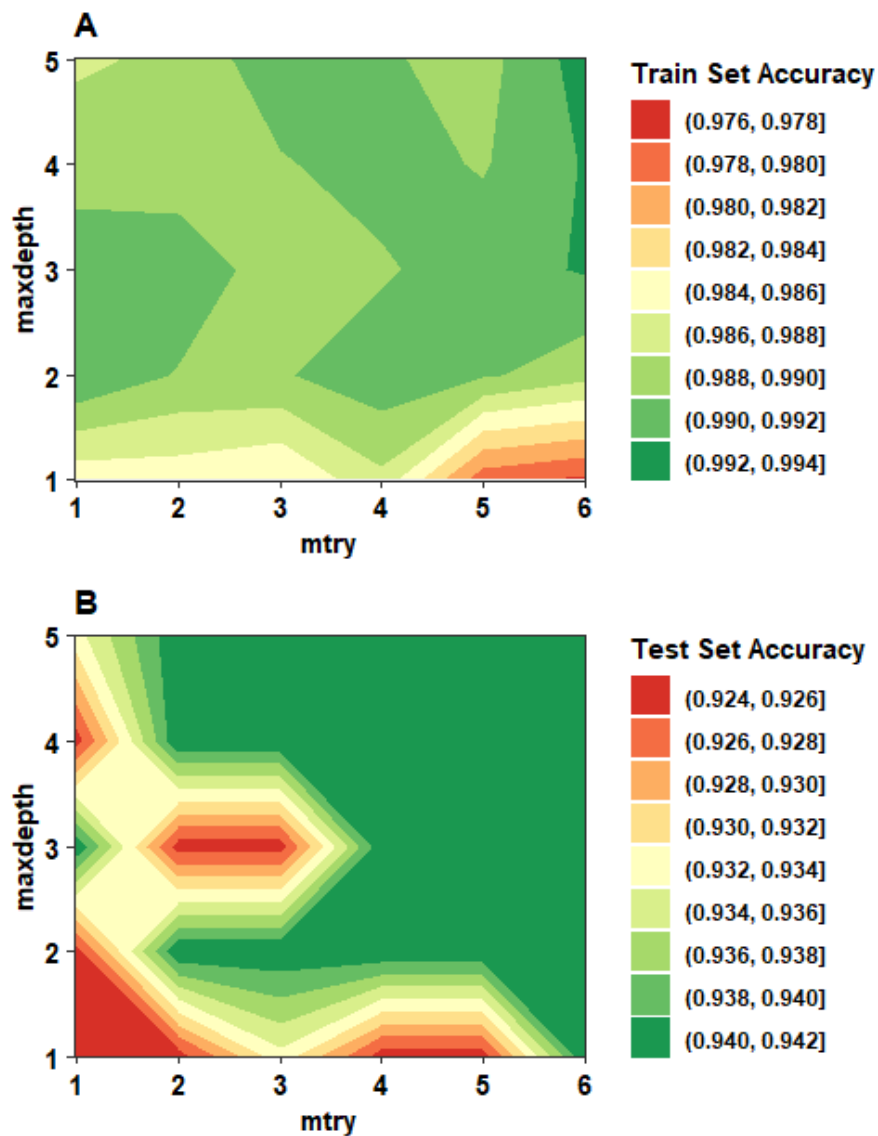 A
5
4
3
2
1
maxdepth
1 2 3 4 5 6
mtry
Train Set Accuracy
(0.976, 0.978]
(0.978, 0.980]
(0.980, 0.982]
(0.982, 0.984]
(0.984, 0.986]
(0.986, 0.988]
(0.988, 0.990]
(0.990, 0.992]
(0.992, 0.994]
B
5
4
3
2
1
maxdepth
1 2 3 4 5 6
mtry
Test Set Accuracy
(0.924, 0.926]
(0.926, 0.928]
(0.928, 0.930]
(0.930, 0.932]
(0.932, 0.934]
(0.934, 0.936]
(0.936, 0.938]
(0.938, 0.940]
(0.940, 0.942]